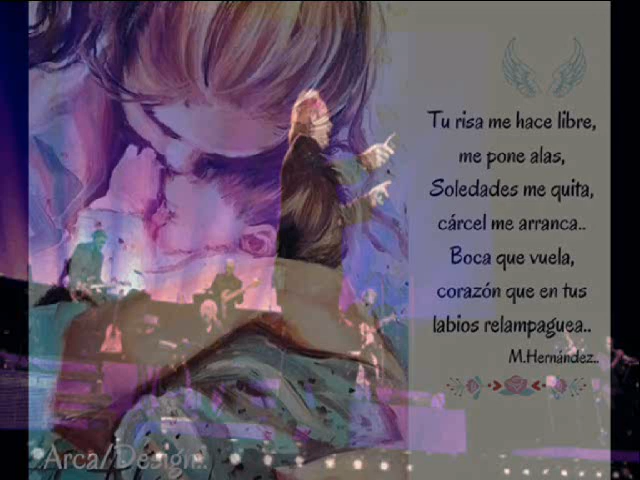 Tu risa me hace libre,
me pone alas,
Soledades me quita,
cárcel me arranca..
Boca que vuela,
corazón que en tus
labios relampaguea..
M.Hernández..
Arca/Design..